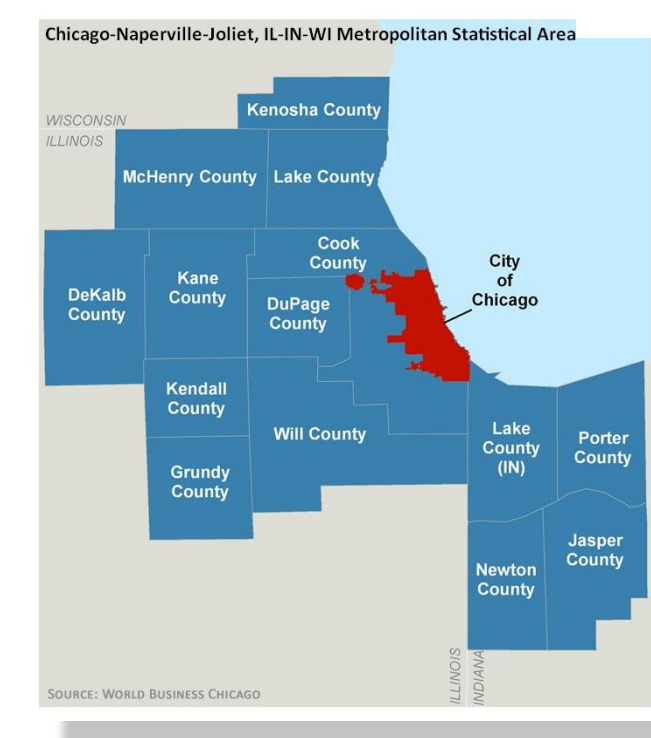 Chicago-Naperville-Joliet, IL-IN-WI Metropolitan Statistical Area
Kenosha County
WISCONSIN
ILLINOIS
McHenry County
Lake County
Cook
County
City
of
Chicago
Kane
County
DeKalb
County
DuPage
County
Kendall
County
Will County
Lake
County
(IN)
Porter
County
Grundy
County
Jasper
County
Newton
County
ILLINOIS
INDIANA
SOURCE: WORLD BUSINESS CHICAGO